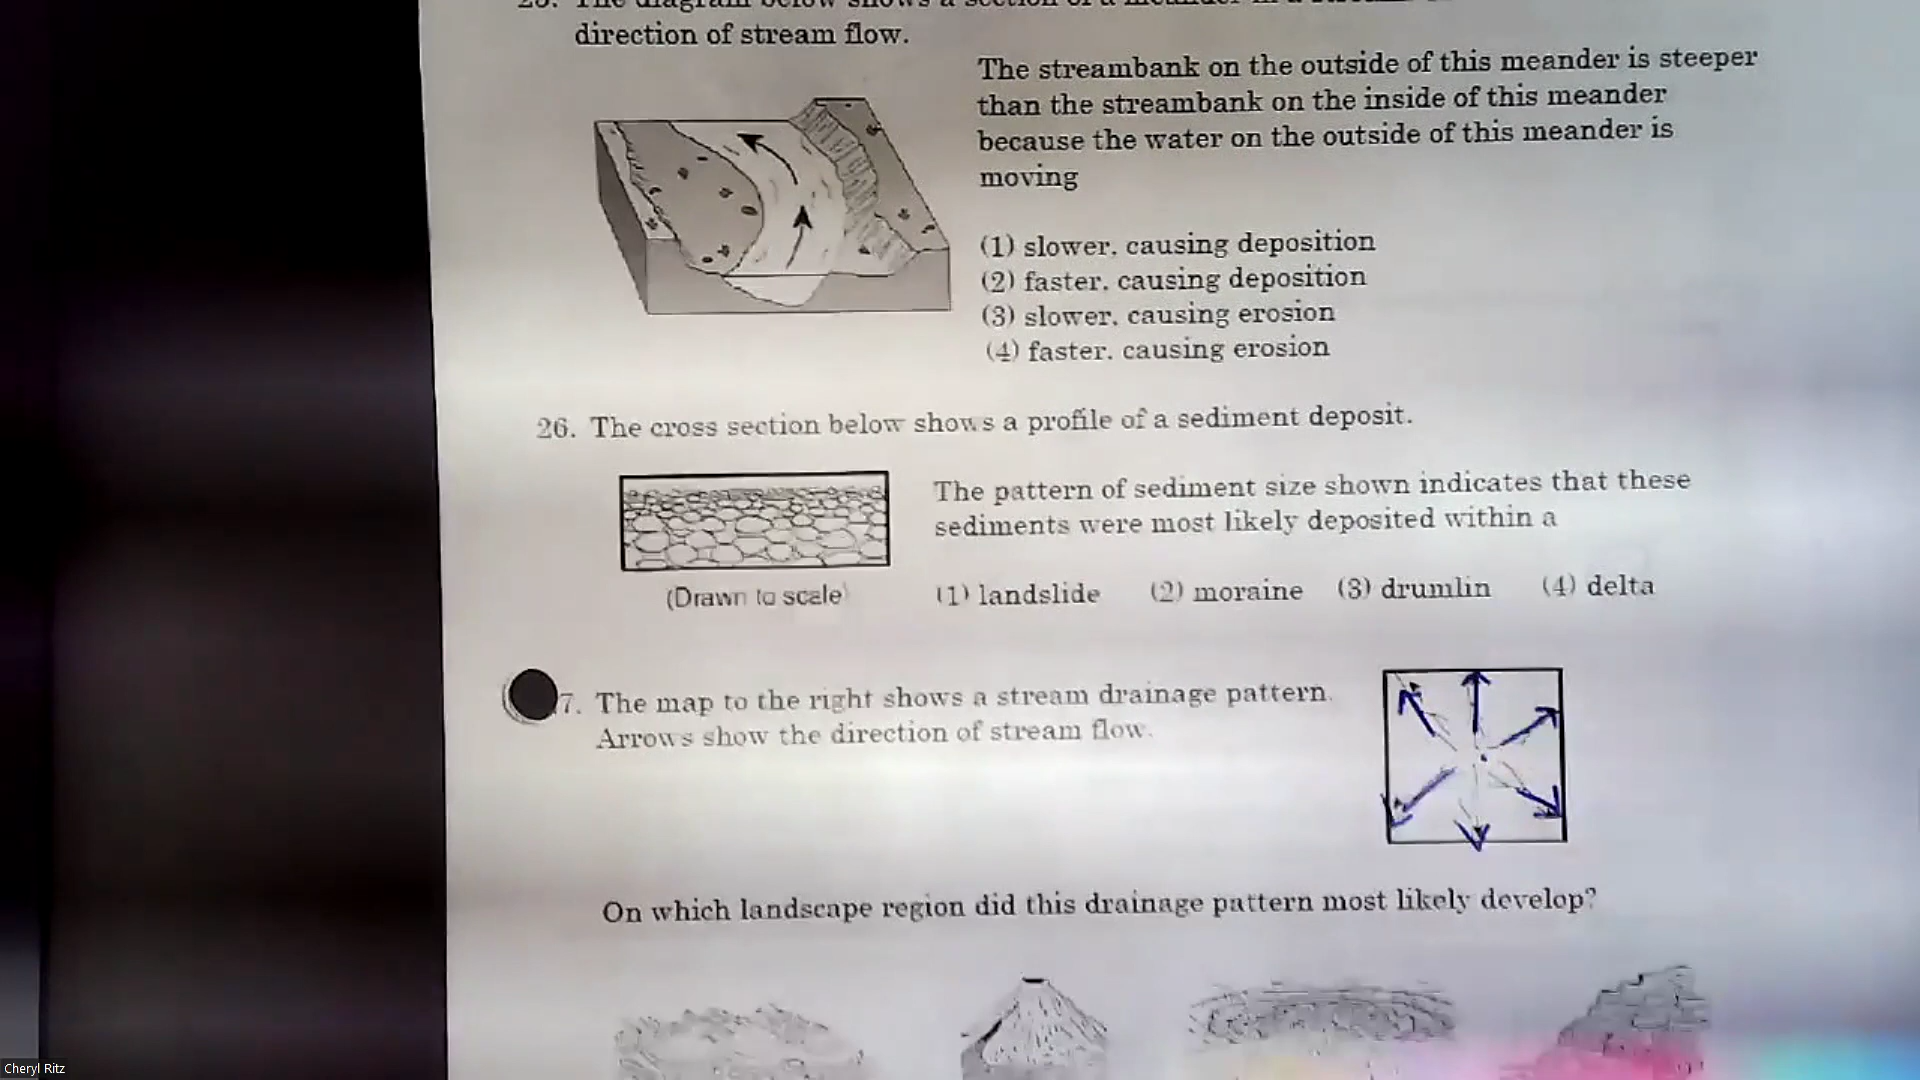 direction of stream flow.
The streambank on the outside of this meander is steeper
than the streambank on the inside of this meander
because the water on the outside of this meander is
moving
(1) slower, causing deposition
(2) faster, causing deposition
(3) slower, causing erosion
(4) faster, causing erosion
26. The cross section below shows a profile of a sediment deposit.
The pattern of sediment size shown indicates that these
sediments were most likely deposited within a
(Drawn to scale)
(1) landslide (2) moraine (3) drumlin (4) delta
7. The map to the right shows a stream drainage pattern.
Arrows show the direction of stream flow.
On which landscape region did this drainage pattern most likely develop?
Cheryl Ritz